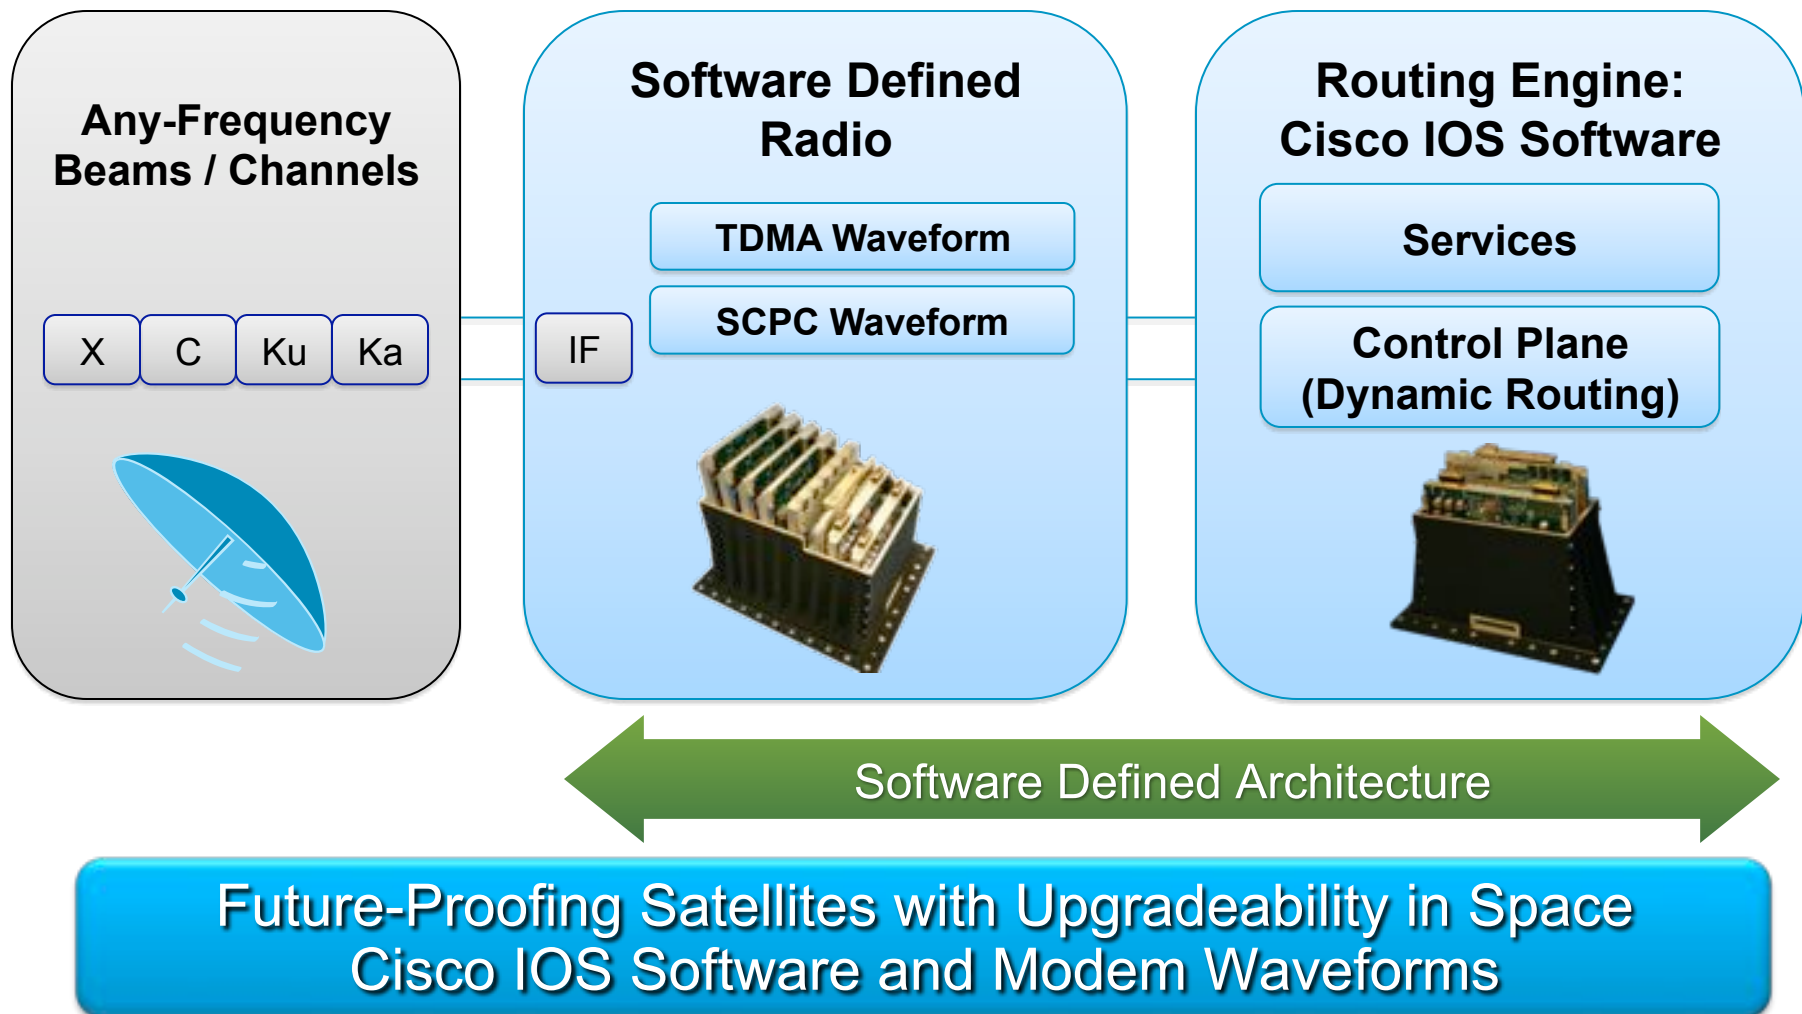 Any-Frequency
Beams / Channels
X C Ku Ka
Software Defined
Radio
TDMA Waveform
SCPC Waveform
IF
Routing Engine:
Cisco IOS Software
Services
Control Plane
(Dynamic Routing)
Software Defined Architecture
Future-Proofing Satellites with Upgradeability in Space
Cisco IOS Software and Modem Waveforms